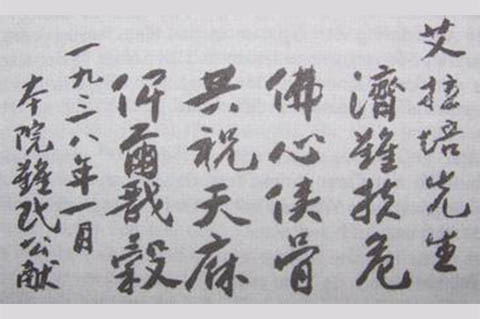 艾拉培先生
濟難扶危
佛心俠骨
共祝天庥
俾爾戩穀
一九三八年一月
本院難民公献